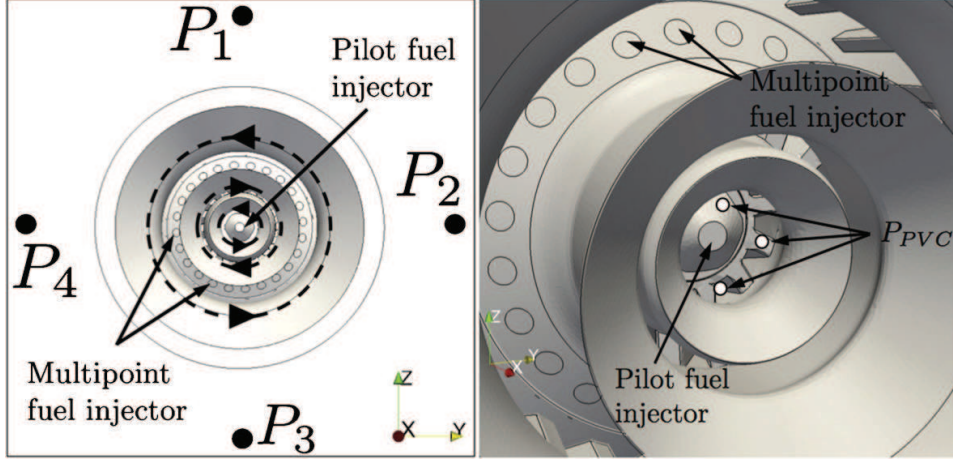 P1
Pilot fuel
injector
P2
P4
Multipoint
fuel injector
P3
Z
X
Y
Multipoint
fuel injector
PPVC
Pilot fuel
injector
Z
Y
X